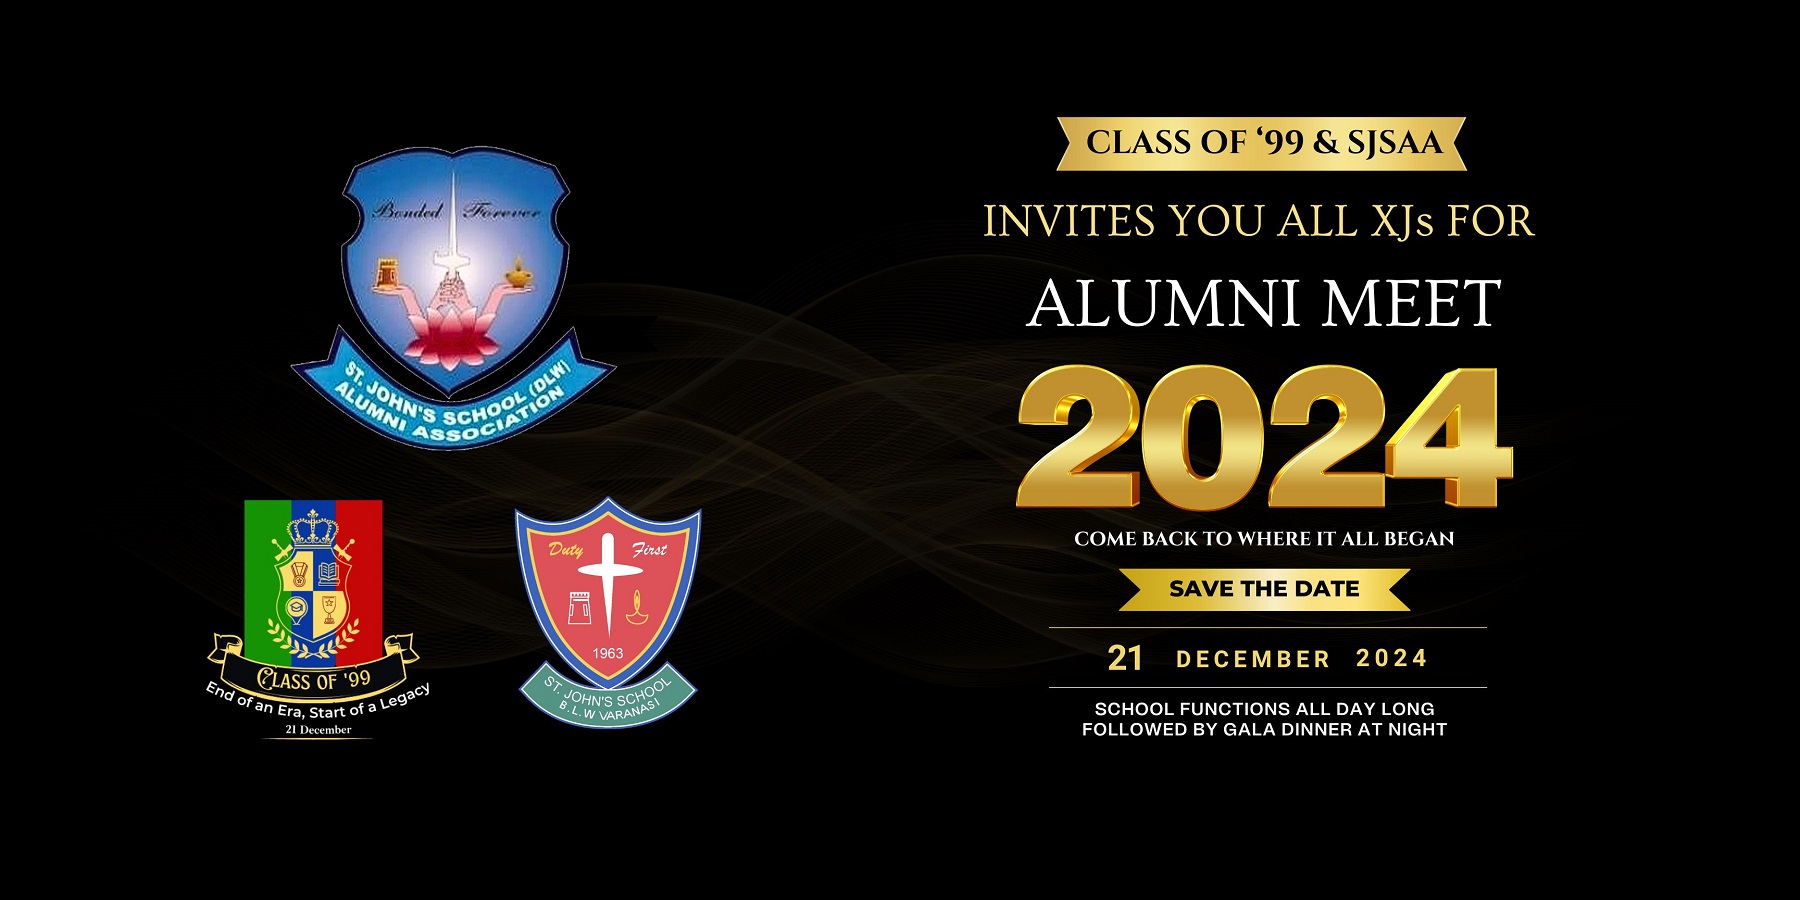 Bonded Forever
ST. JOHN'S SCHOOL (DLW)
ALUMNI ASSOCIATION
CLASS OF '99
End of an Era, Start of a Legacy
21 December
Duty First
1963
ST. JOHN'S SCHOOL
B.L.W VARANASI
CLASS OF ‘99 & SJSAA
INVITES YOU ALL XJs FOR
ALUMNI MEET
2024
COME BACK TO WHERE IT ALL BEGAN
SAVE THE DATE
21 DECEMBER 2024
SCHOOL FUNCTIONS ALL DAY LONG
FOLLOWED BY GALA DINNER AT NIGHT